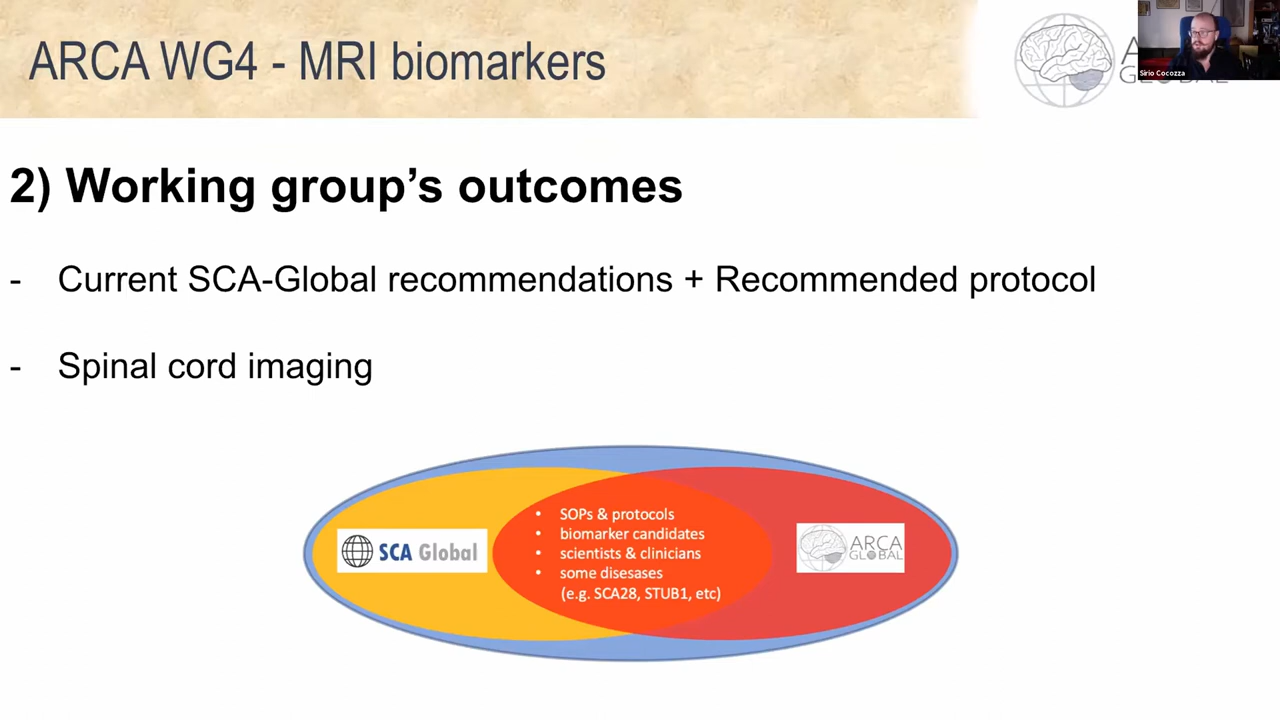 ARCA WG4 - MRI biomarkers
Sirio Cocozza
2) Working group’s outcomes
- Current SCA-Global recommendations + Recommended protocol
- Spinal cord imaging
• SOPs & protocols
• biomarker candidates
• scientists & clinicians
• some disesases
(e.g. SCA28, STUB1, etc)
SCA Global
ARCA
GLOBAL